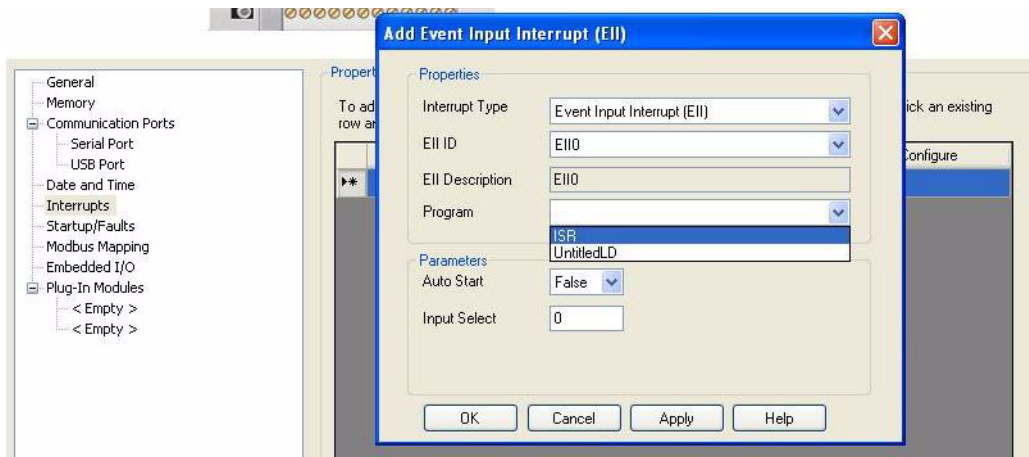 Add Event Input Interrupt (EII)
General
Memory
Communication Ports
Serial Port
USB Port
Date and Time
Interrupts
Startup/Faults
Modbus Mapping
Embedded I/O
Plug-In Modules
< Empty >
< Empty >
Propert
To ad
row an
ick an existing
Configure
Properties
Interrupt Type
Event Input Interrupt (EII)
EII ID
EII0
EII Description
EII0
Program
ISR
UntitledLD
Parameters
Auto Start
False
Input Select
0
OK
Cancel
Apply
Help